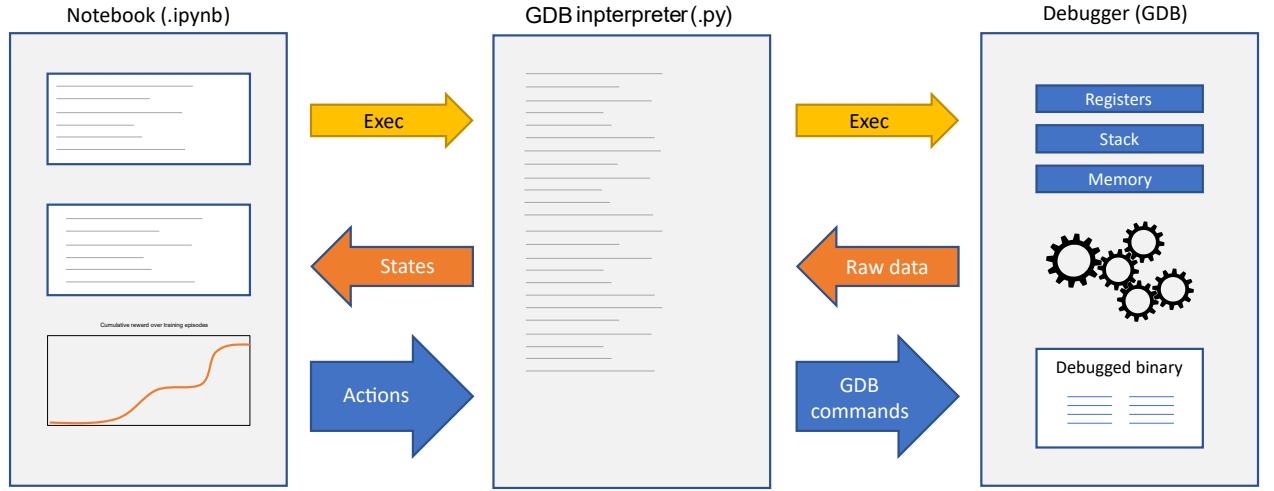 Notebook (.ipynb)
GDB inpterpreter(.py)
Debugger (GDB)
Exec
Exec
Registers
Stack
Memory
States
Raw data
Cumulative reward over training episodes
Actions
GDB
commands
Debugged binary